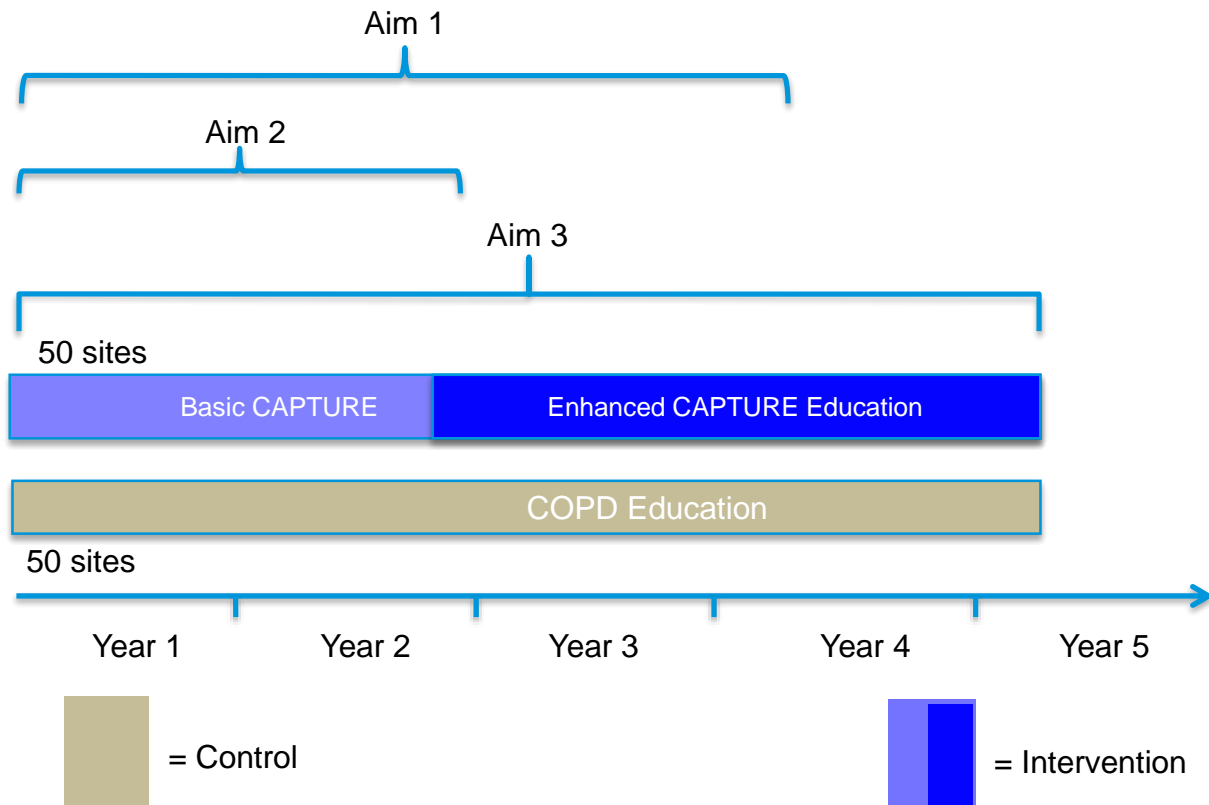 Aim 1
Aim 2
Aim 3
50 sites
Basic CAPTURE
Enhanced CAPTURE Education
COPD Education
50 sites
Year 1
Year 2
Year 3
Year 4
Year 5
= Control
= Intervention